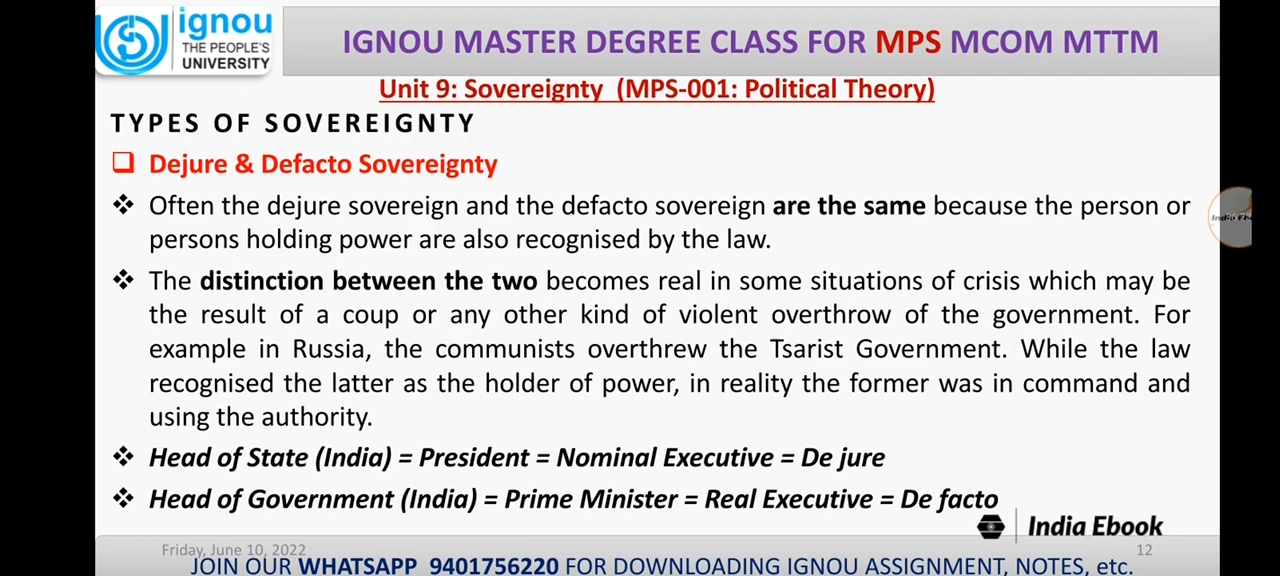 ignou
THE PEOPLE'S
UNIVERSITY
IGNOU MASTER DEGREE CLASS FOR MPS MCOM MTTM
Unit 9: Sovereignty (MPS-001: Political Theory)
TYPES OF SOVEREIGNTY
❑ Dejure & Defacto Sovereignty
❖ Often the dejure sovereign and the defacto sovereign are the same because the person or
persons holding power are also recognised by the law.
❖ The distinction between the two becomes real in some situations of crisis which may be
the result of a coup or any other kind of violent overthrow of the government. For
example in Russia, the communists overthrew the Tsarist Government. While the law
recognised the latter as the holder of power, in reality the former was in command and
using the authority.
❖ Head of State (India) = President = Nominal Executive = De jure
❖ Head of Government (India) = Prime Minister = Real Executive = De facto
India Ebook
Friday, June 10, 2022
12
JOIN OUR WHATSAPP 9401756220 FOR DOWNLOADING IGNOU ASSIGNMENT, NOTES, etc.